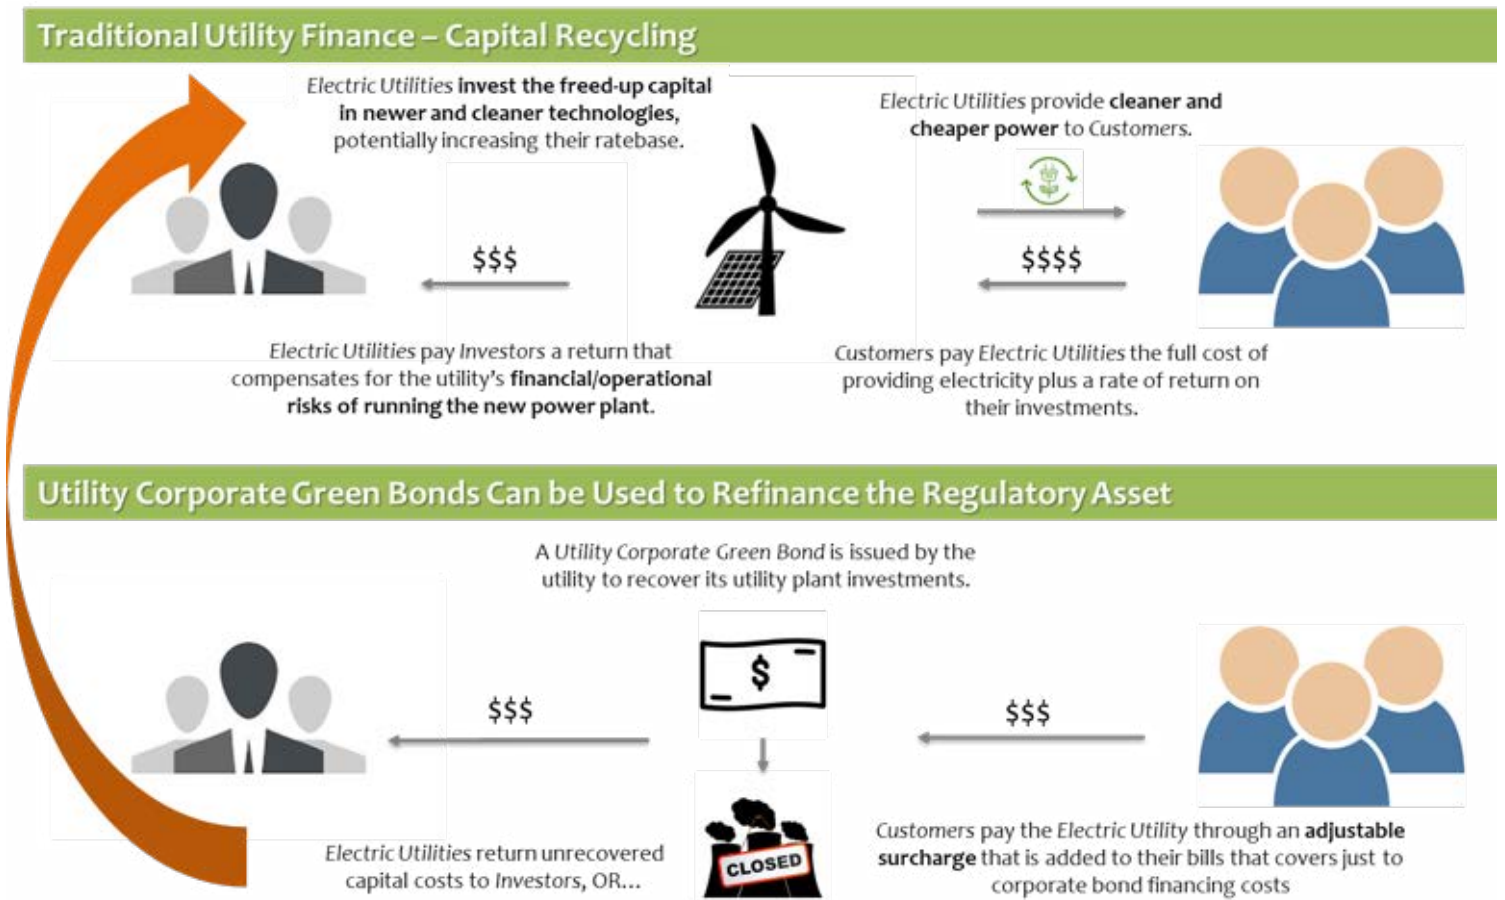 Traditional Utility Finance – Capital Recycling
Electric Utilities invest the freed-up capital
in newer and cleaner technologies,
potentially increasing their ratebase.
Electric Utilities provide cleaner and
cheaper power to Customers.
$$$
$$$$
Electric Utilities pay Investors a return that
compensates for the utility's financial/operational
risks of running the new power plant.
Customers pay Electric Utilities the full cost of
providing electricity plus a rate of return on
their investments.
Utility Corporate Green Bonds Can be Used to Refinance the Regulatory Asset
A Utility Corporate Green Bond is issued by the
utility to recover its utility plant investments.
$
$$$
$$$
CLOSED
Electric Utilities return unrecovered
capital costs to Investors, OR...
Customers pay the Electric Utility through an adjustable
surcharge that is added to their bills that covers just to
corporate bond financing costs